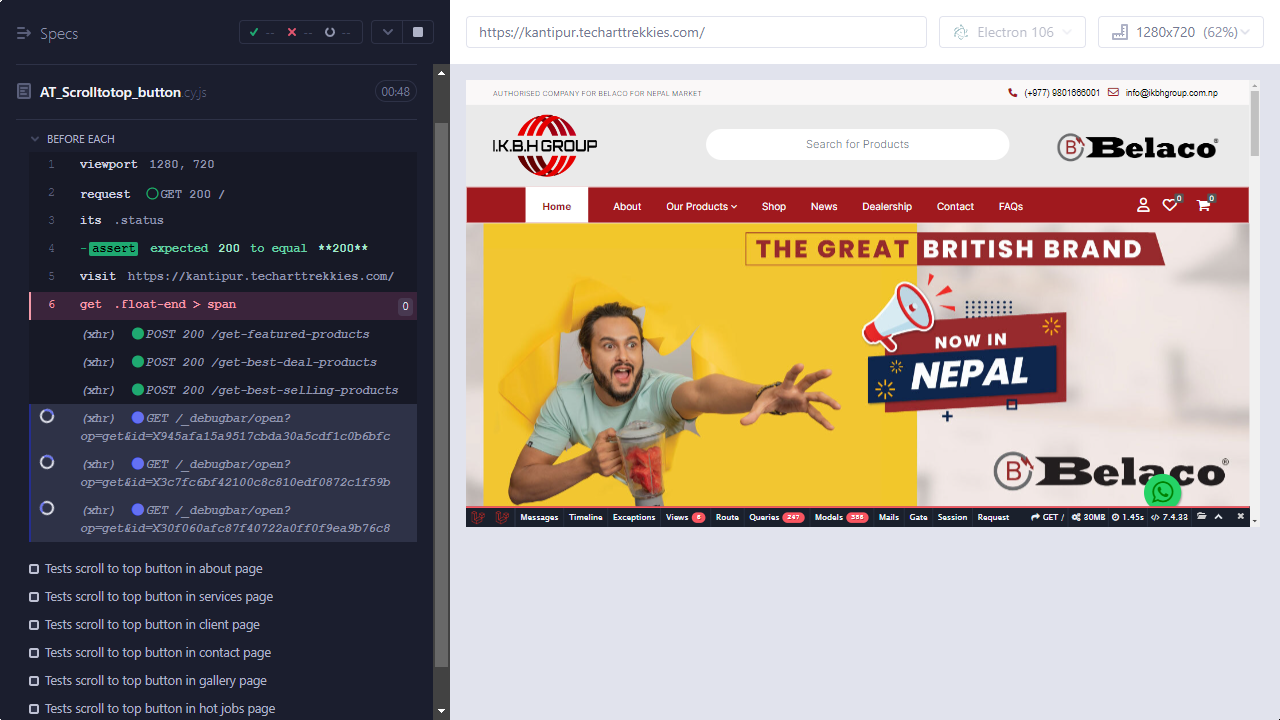 Specs
--
--
--
AT_Scrolltotop_button.cy.js
00:48
BEFORE EACH
1 viewport 1280, 720
2 request GET 200 /
3 its .status
4 -assert expected 200 to equal **200**
5 visit https://kantipur.techarttrekkies.com/
6 get .float-end > span 0
(xhr) POST 200 /get-featured-products
(xhr) POST 200 /get-best-deal-products
(xhr) POST 200 /get-best-selling-products
(xhr) GET /_debugbar/open?
op=get&id=X945afa15a9517cbda30a5cdf1c0b6bfc
(xhr) GET /_debugbar/open?
op=get&id=X3c7fc6bf42100c8c810edf0872c1f59b
(xhr) GET /_debugbar/open?
op=get&id=X30f060afc87f40722a0ff0f9ea9b76c8
Tests scroll to top button in about page
Tests scroll to top button in services page
Tests scroll to top button in client page
Tests scroll to top button in contact page
Tests scroll to top button in gallery page
Tests scroll to top button in hot jobs page
https://kantipur.techarttrekkies.com/
Electron 106
1280x720 (62%)
AUTHORISED COMPANY FOR BELACO FOR NEPAL MARKET
(+977) 9801666001
info@ikbhgroup.com.np
I.K.B.H GROUP
Search for Products
B Belaco®
Home About Our Products Shop News Dealership Contact FAQs 0 0
THE GREAT BRITISH BRAND
NOW IN
NEPAL
B Belaco®
Messages Timeline Exceptions Views 6 Route Queries 247 Models 386 Mails Gate Session Request GET / 30MB 1.45s 7.4.33